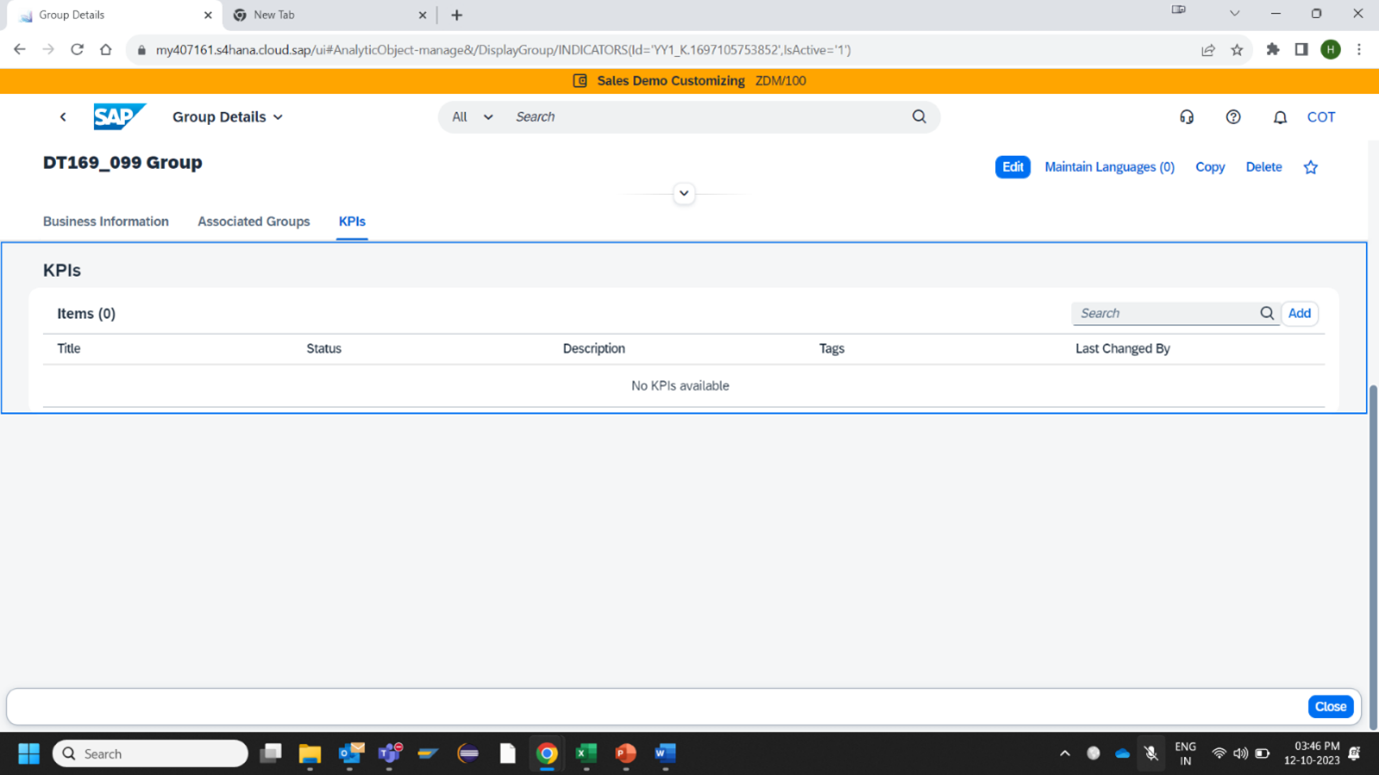 Group Details
New Tab
my407161.s4hana.cloud.sap/ui#AnalyticObject-manage&/DisplayGroup/INDICATORS(Id='YY1_K.1697105753852',IsActive='1')
H
Sales Demo Customizing ZDM/100
SAP Group Details
All Search
COT
DT169_099 Group
Edit Maintain Languages (0) Copy Delete
Business Information Associated Groups KPIs
KPIs
Items (0) Search Add
Title Status Description Tags Last Changed By
No KPIs available
Close
Search
ENG
IN
03:46 PM
12-10-2023